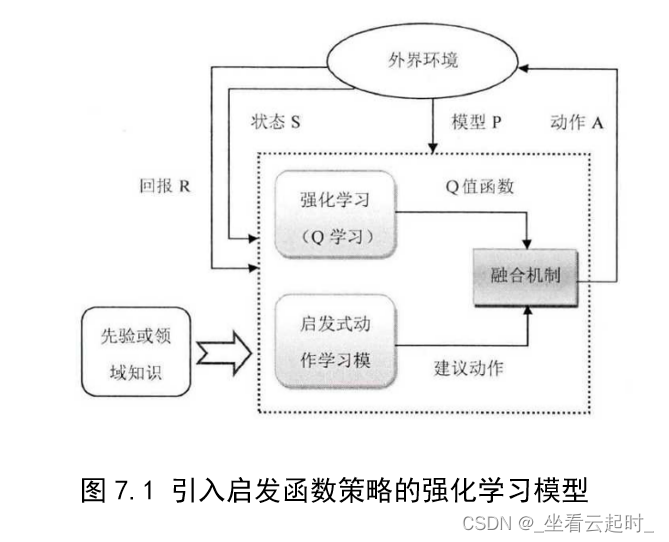 外界环境
状态 S
模型 P
动作 A
回报 R
Q 值函数
强化学习
（Q 学习）
融合机制
先验或领
域知识
启发式动
作学习模
建议动作
图 7.1 引入启发函数策略的强化学习模型
CSDN @_坐看云起时_